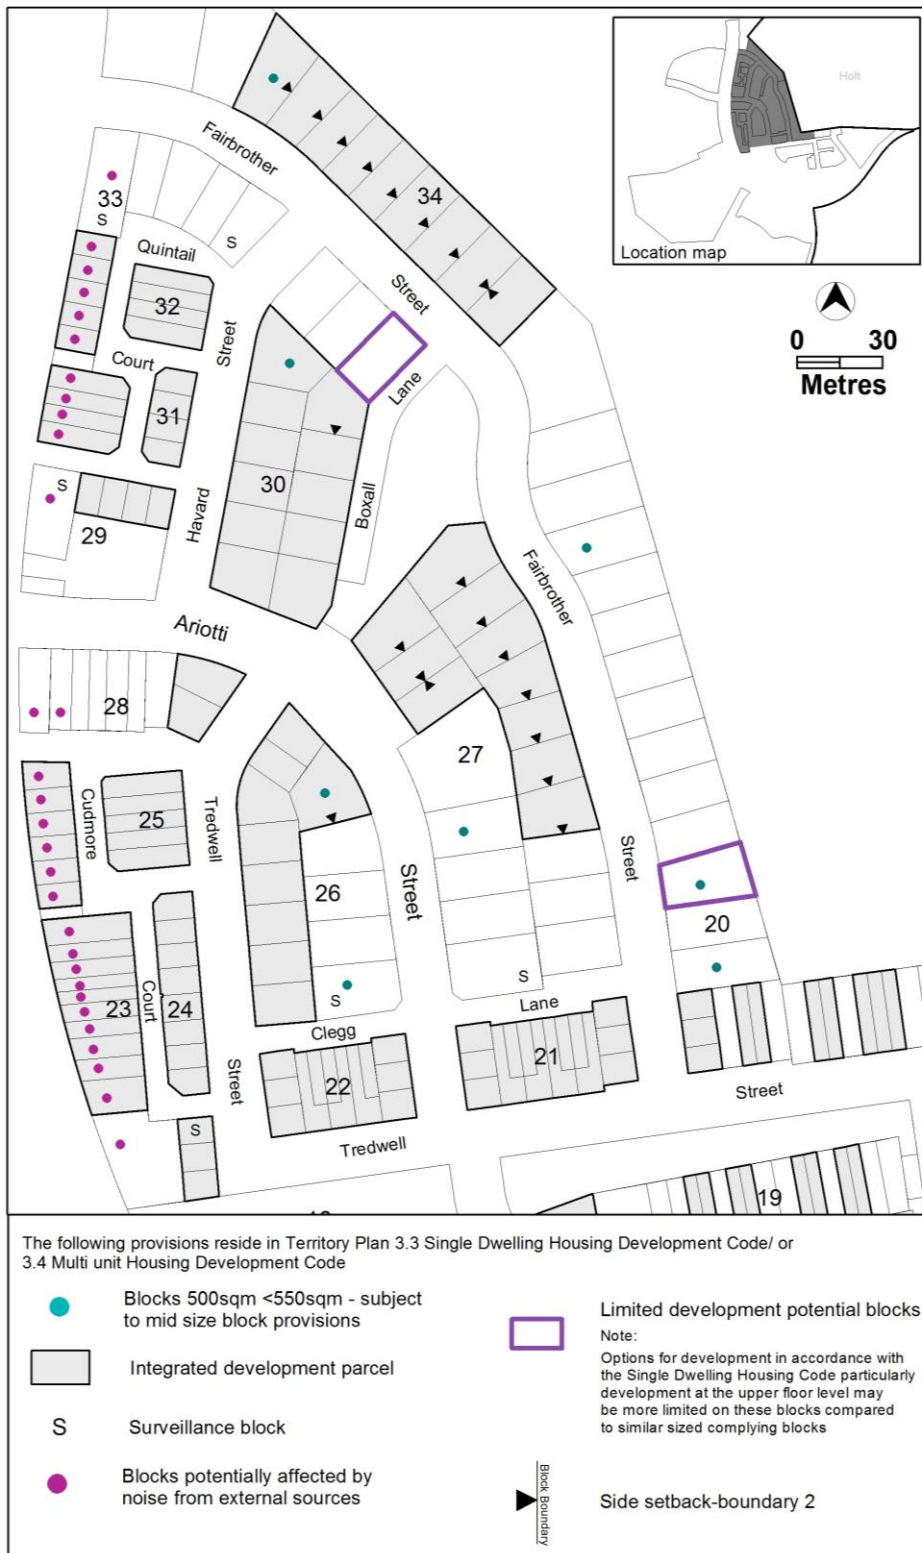 Holt
Location map
0 30
Metres
Fairbrother
Street
34
33
S
S
Quintail
32
Street
Court
31
Lane
30
Boxall
Havard
S
29
Ariotti
Fairbrother
28
27
Cudmore
25
Tredwell
26
Street
Street
20
S
S
Lane
23
Court
24
Clegg
21
22
Street
Street
S
Tredwell
19
The following provisions reside in Territory Plan 3.3 Single Dwelling Housing Development Code/ or
3.4 Multi unit Housing Development Code
Blocks 500sqm <550sqm - subject
to mid size block provisions
Integrated development parcel
S Surveillance block
Blocks potentially affected by
noise from external sources
Limited development potential blocks
Note:
Options for development in accordance with
the Single Dwelling Housing Code particularly
development at the upper floor level may
be more limited on these blocks compared
to similar sized complying blocks
Block Boundary
Side setback-boundary 2